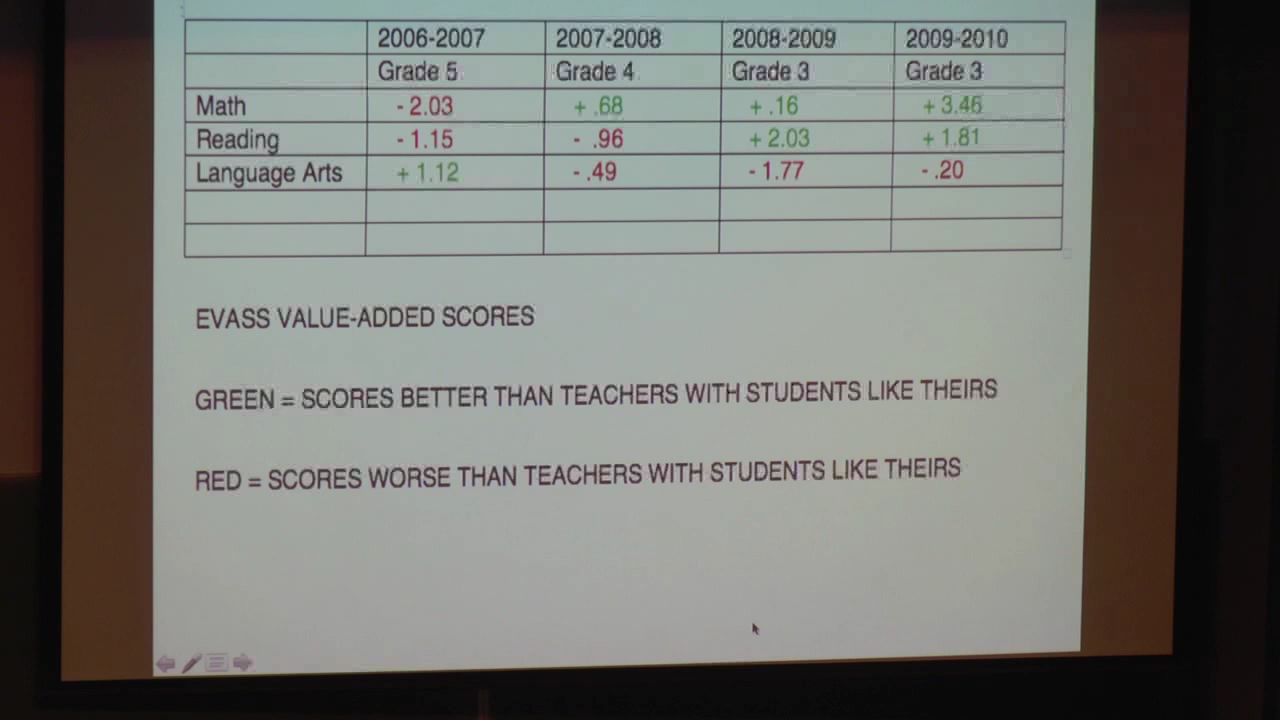 2006-2007 2007-2008 2008-2009 2009-2010
Grade 5 Grade 4 Grade 3 Grade 3
Math - 2.03 + .68 + .16 + 3.46
Reading - 1.15 - .96 + 2.03 + 1.81
Language Arts + 1.12 - .49 - 1.77 - .20
EVASS VALUE-ADDED SCORES
GREEN = SCORES BETTER THAN TEACHERS WITH STUDENTS LIKE THEIRS
RED = SCORES WORSE THAN TEACHERS WITH STUDENTS LIKE THEIRS